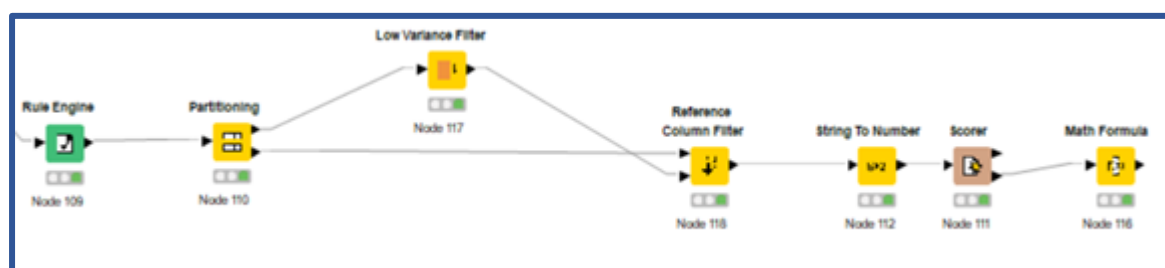 Low Variance Filter
Node 117
Rule Engine
Node 109
Partitioning
Node 110
Reference
Column Filter
Node 118
String To Number
Node 112
Scorer
Node 111
Math Formula
Node 116